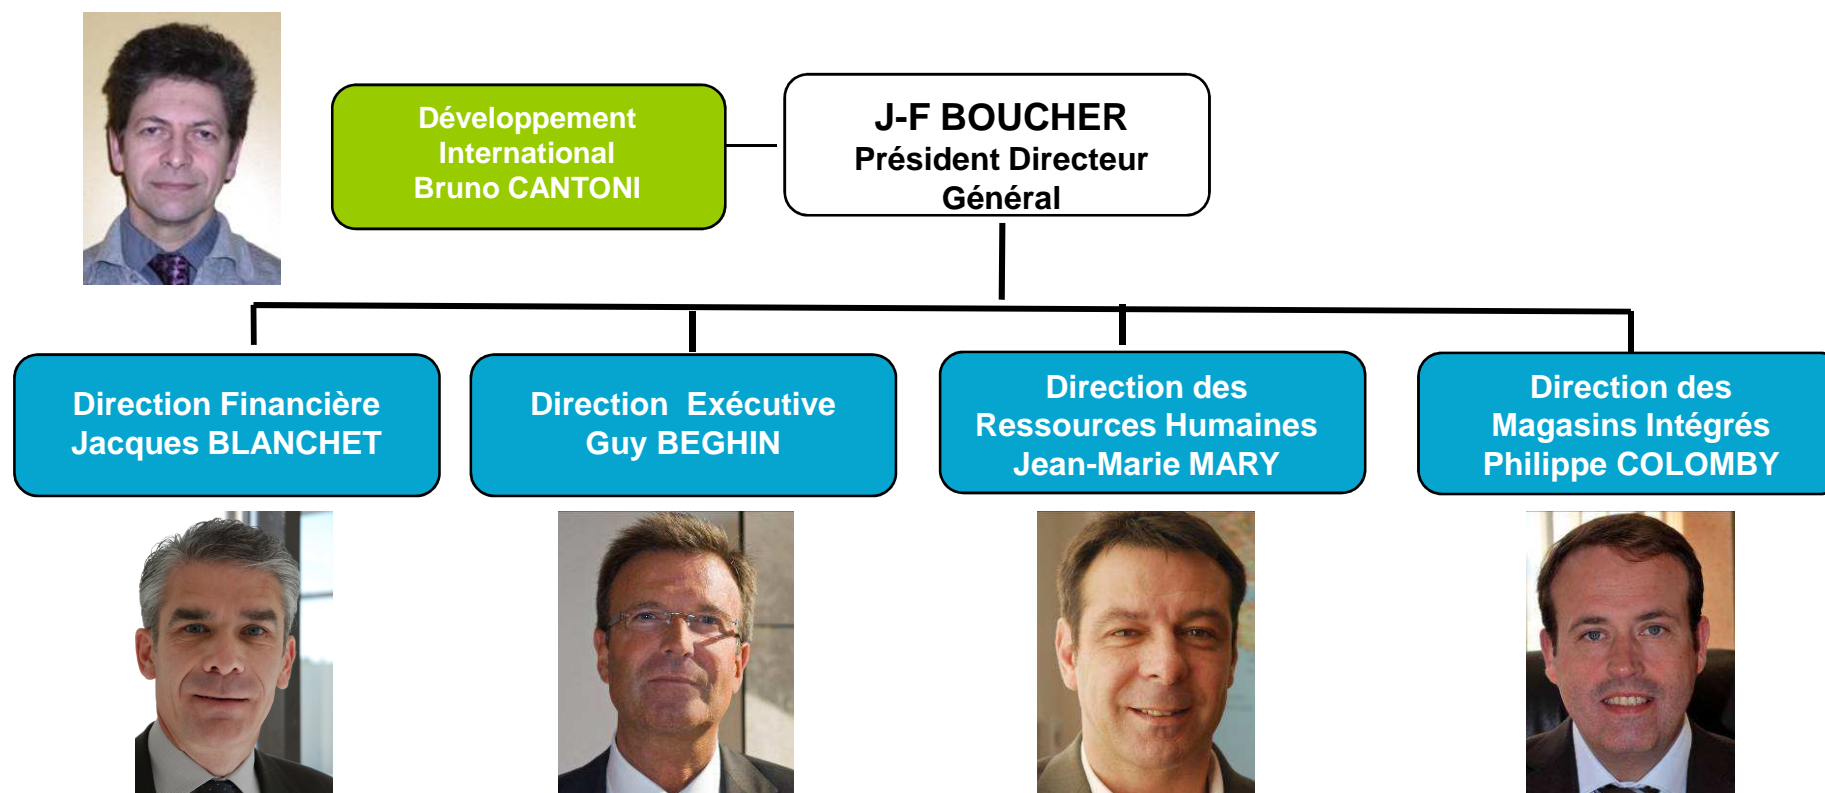 Développement
International
Bruno CANTONI
J-F BOUCHER
Président Directeur
Général
Direction Financière
Jacques BLANCHET
Direction Exécutive
Guy BEGHIN
Direction des
Ressources Humaines
Jean-Marie MARY
Direction des
Magasins Intégrés
Philippe COLOMBY